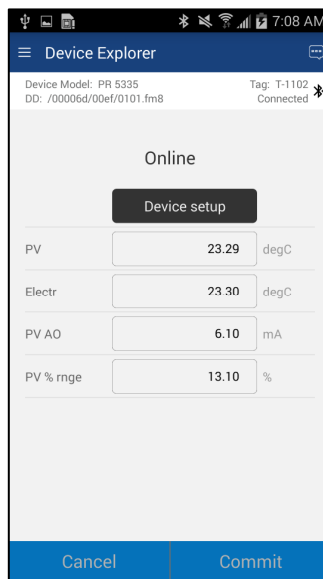 7:08 AM
Device Explorer
Device Model: PR 5335
Tag: T-1102
DD: /00006d/00ef/0101.fm8
Connected
Online
Device setup
PV 23.29 degC
Electr 23.30 degC
PV AO 6.10 mA
PV % rnge 13.10 %
Cancel Commit